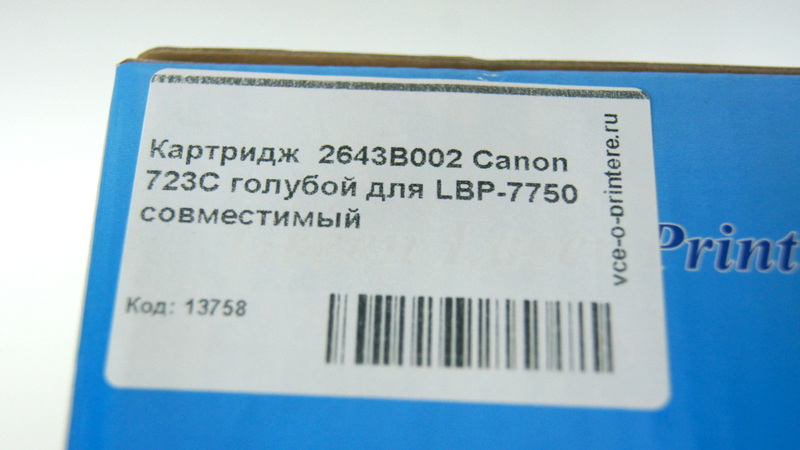 Картридж 2643B002 Canon
723C голубой для LBP-7750
совместимый
Код: 13758
vce-o-printere.ru
Print